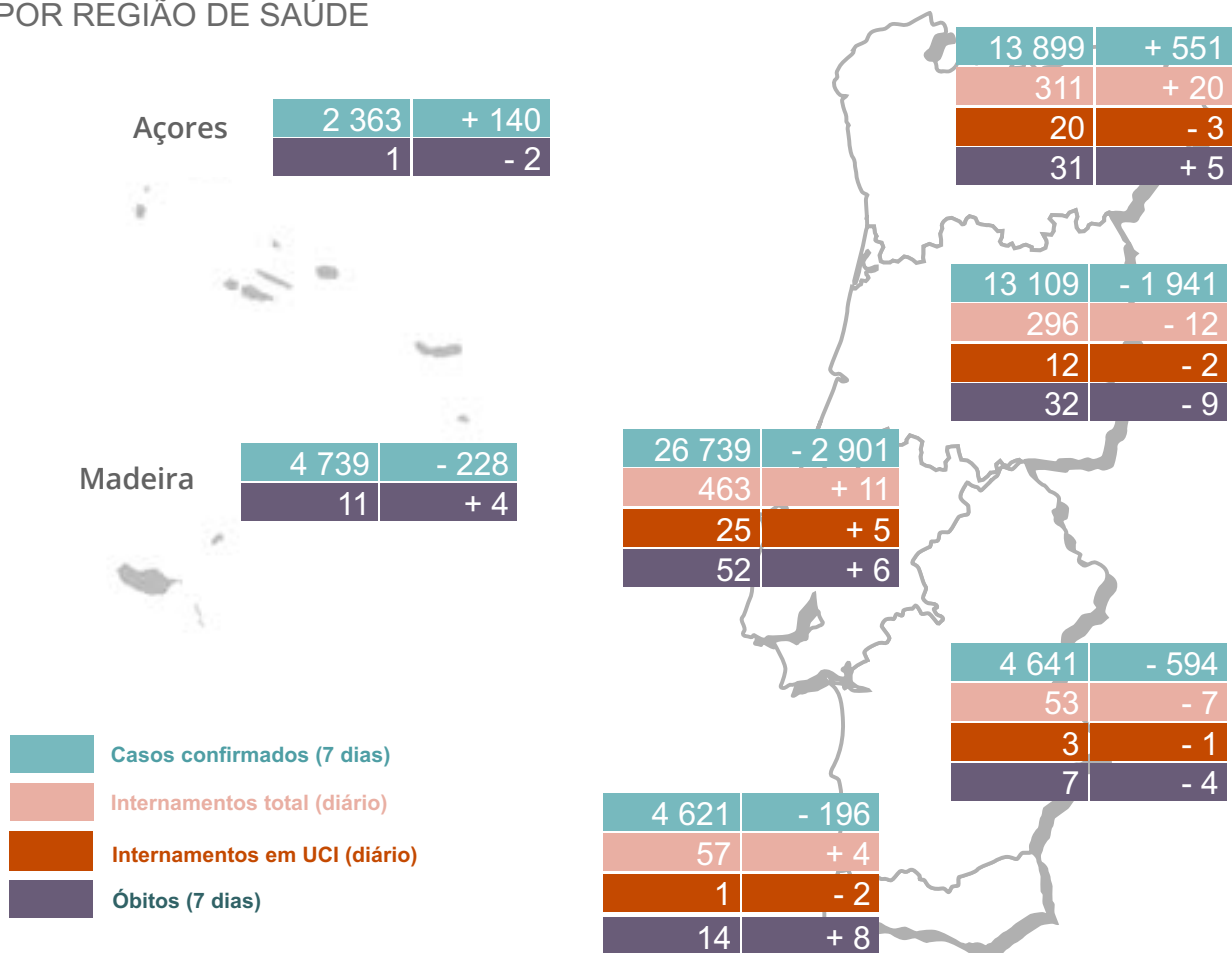 POR REGIÃO DE SAÚDE
13 899 + 551
311 + 20
20 - 3
31 + 5
Açores
2 363 + 140
1 - 2
13 109 - 1 941
296 - 12
12 - 2
32 - 9
Madeira
4 739 - 228
11 + 4
26 739 - 2 901
463 + 11
25 + 5
52 + 6
4 641 - 594
53 - 7
3 - 1
7 - 4
4 621 - 196
57 + 4
1 - 2
14 + 8
Casos confirmados (7 dias)
Internamentos total (diário)
Internamentos em UCI (diário)
Óbitos (7 dias)